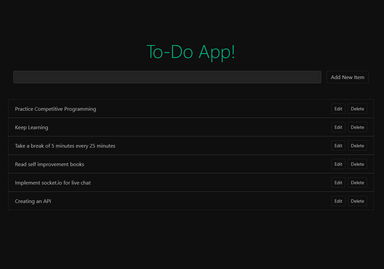 To-Do App!
Add New Item
Practice Competitive Programming Edit Delete
Keep Learning Edit Delete
Take a break of 5 minutes every 25 minutes Edit Delete
Read self improvement books Edit Delete
Implement socket.io for live chat Edit Delete
Creating an API Edit Delete